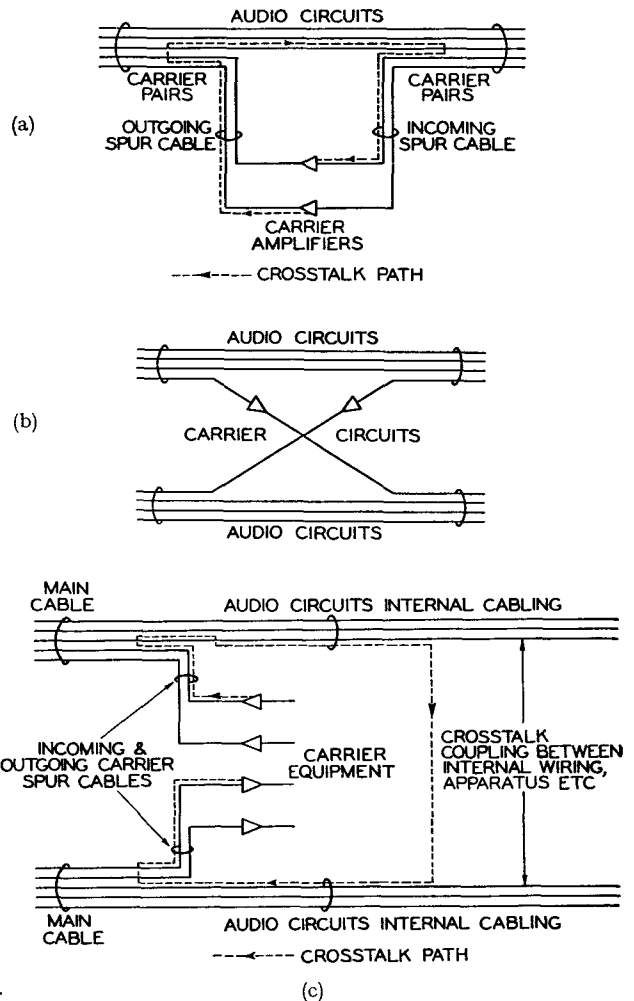 AUDIO CIRCUITS
CARRIER
PAIRS
CARRIER
PAIRS
(a)
OUTGOING
SPUR CABLE
INCOMING
SPUR CABLE
CARRIER
AMPLIFIERS
CROSSTALK PATH
AUDIO CIRCUITS
(b)
CARRIER CIRCUITS
AUDIO CIRCUITS
MAIN
CABLE
AUDIO CIRCUITS INTERNAL CABLING
INCOMING &
OUTGOING CARRIER
SPUR CABLES
CARRIER
EQUIPMENT
CROSSTALK
COUPLING BETWEEN
INTERNAL WIRING,
APPARATUS ETC
MAIN
CABLE
AUDIO CIRCUITS INTERNAL CABLING
CROSSTALK PATH
(c)